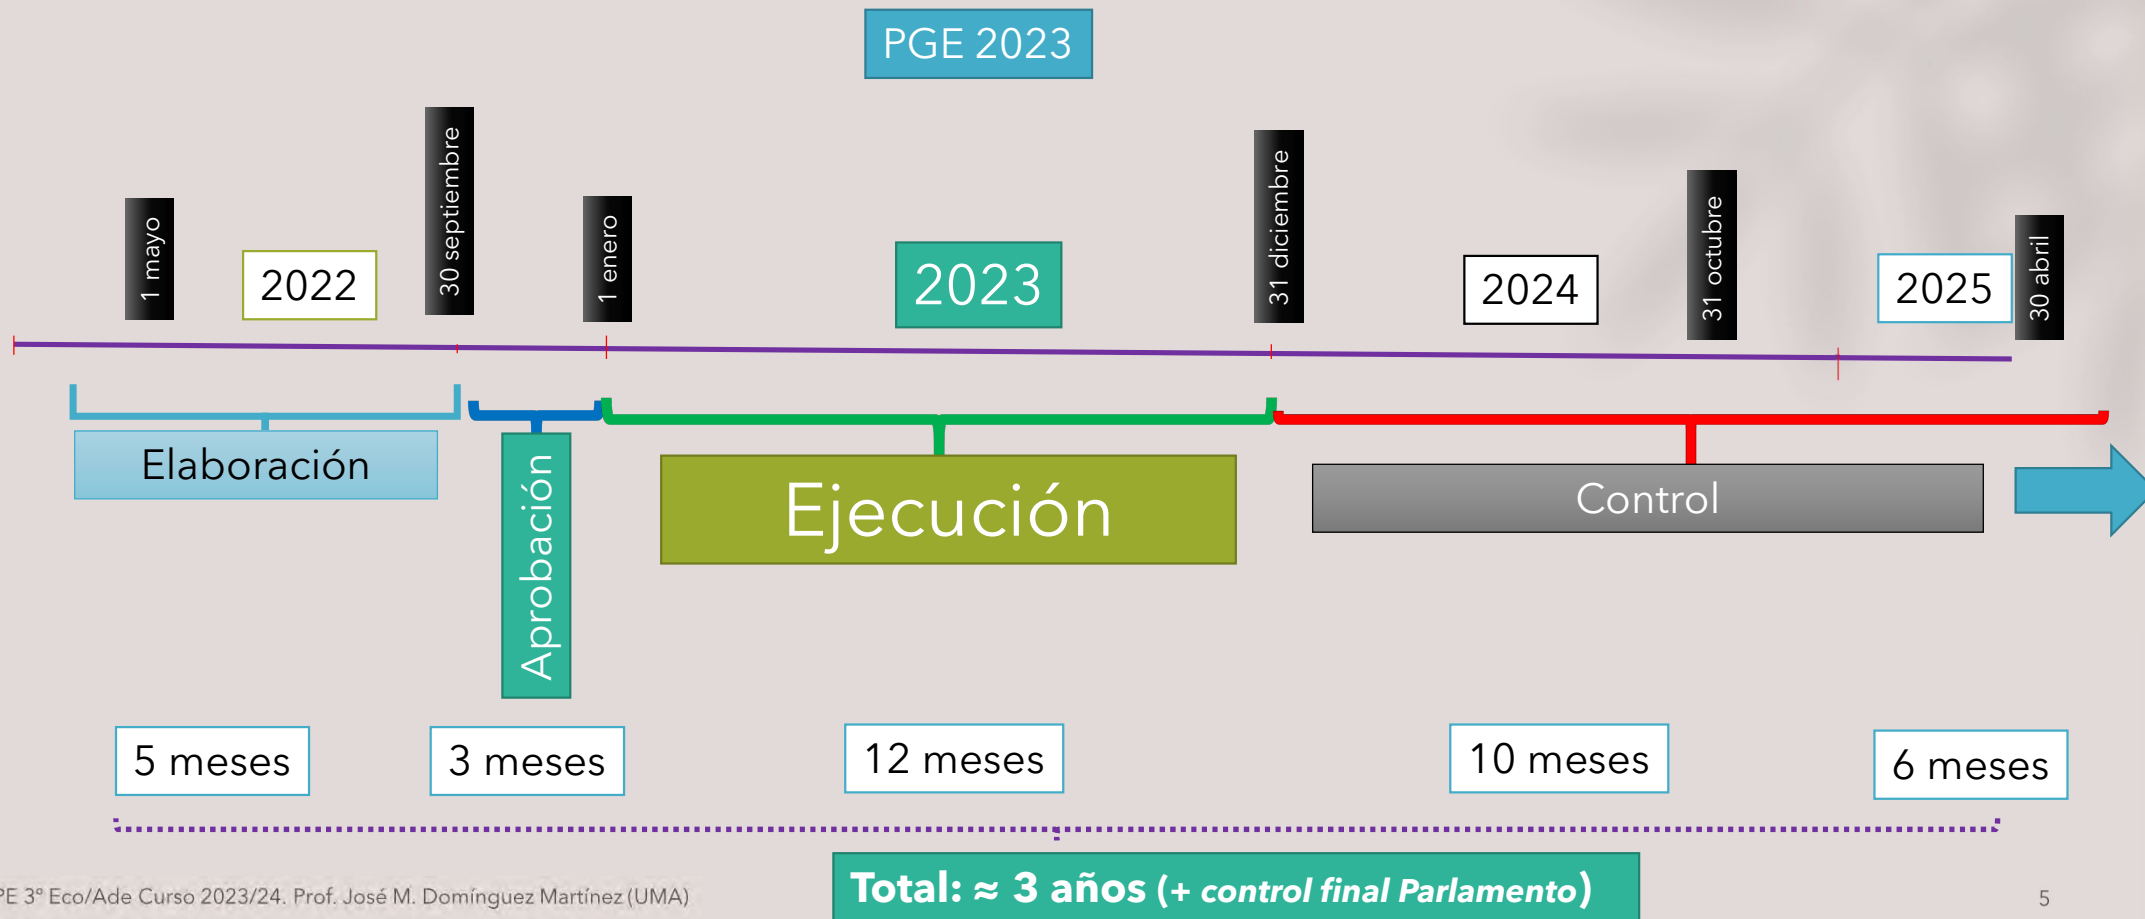 PGE 2023
1 mayo
2022
30 septiembre
1 enero
2023
31 diciembre
2024
31 octubre
2025
30 abril
Elaboración
Aprobación
Ejecución
Control
5 meses
3 meses
12 meses
10 meses
6 meses
Total: ≈ 3 años (+ control final Parlamento)
PE 3º Eco/Ade Curso 2023/24. Prof. José M. Domínguez Martínez (UMA)
5